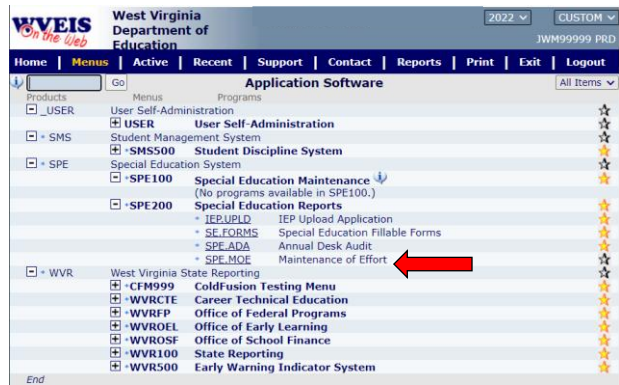 WVEIS On the Web West Virginia Department of Education 2022 CUSTOM
JWM99999 PRD
Home | Menus | Active | Recent | Support | Contact | Reports | Print | Exit | Logout
Go Application Software All Items
Products Menus Programs
_USER User Self-Administration
USER User Self-Administration
SMS Student Management System
SMS500 Student Discipline System
SPE Special Education System
SPE100 Special Education Maintenance
(No programs available in SPE100.)
SPE200 Special Education Reports
IEP.UPLD IEP Upload Application
SE.FORMS Special Education Fillable Forms
SPE.ADA Annual Desk Audit
SPE.MOE Maintenance of Effort
WVR West Virginia State Reporting
CFM999 ColdFusion Testing Menu
WVRCTE Career Technical Education
WVRFP Office of Federal Programs
WVROEL Office of Early Learning
WVROSF Office of School Finance
WVR100 State Reporting
WVR500 Early Warning Indicator System
End